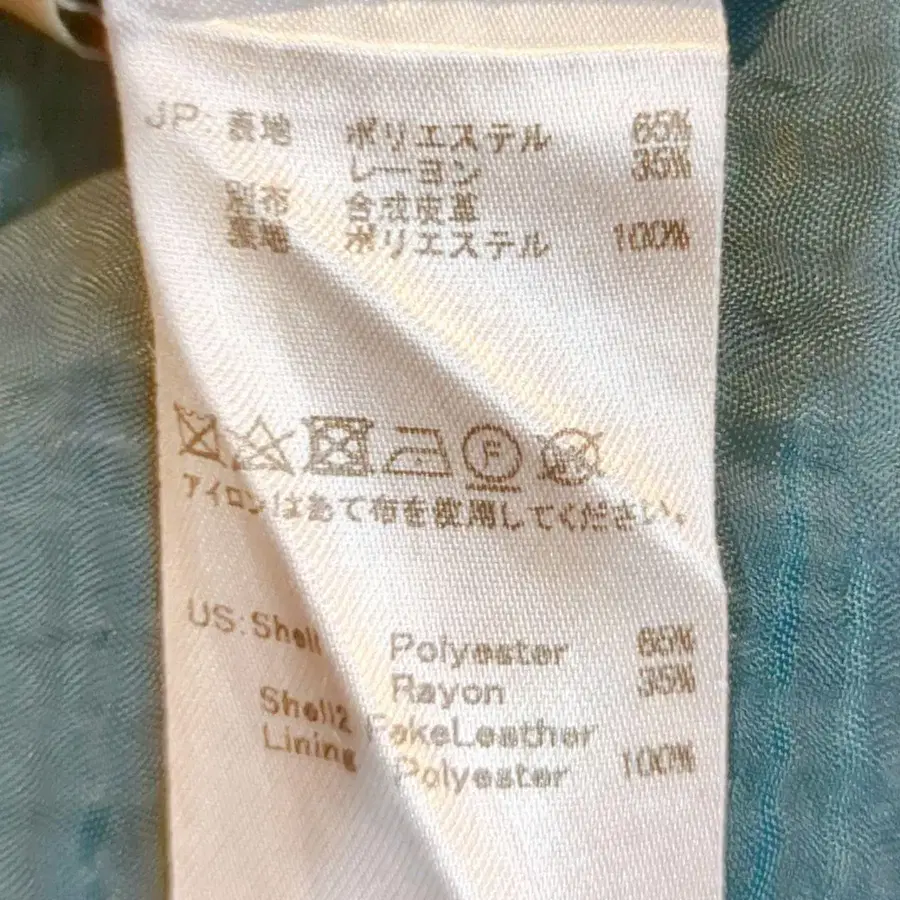 JP: 表地 ポリエステル 65%
レーヨン 35%
別布 合成皮革
裏地 ポリエステル 100%
F
アイロンはあて布を使用してください。
US: Shell Polyester 65%
Rayon 35%
Shell2 FakeLeather
Lining Polyester 100%